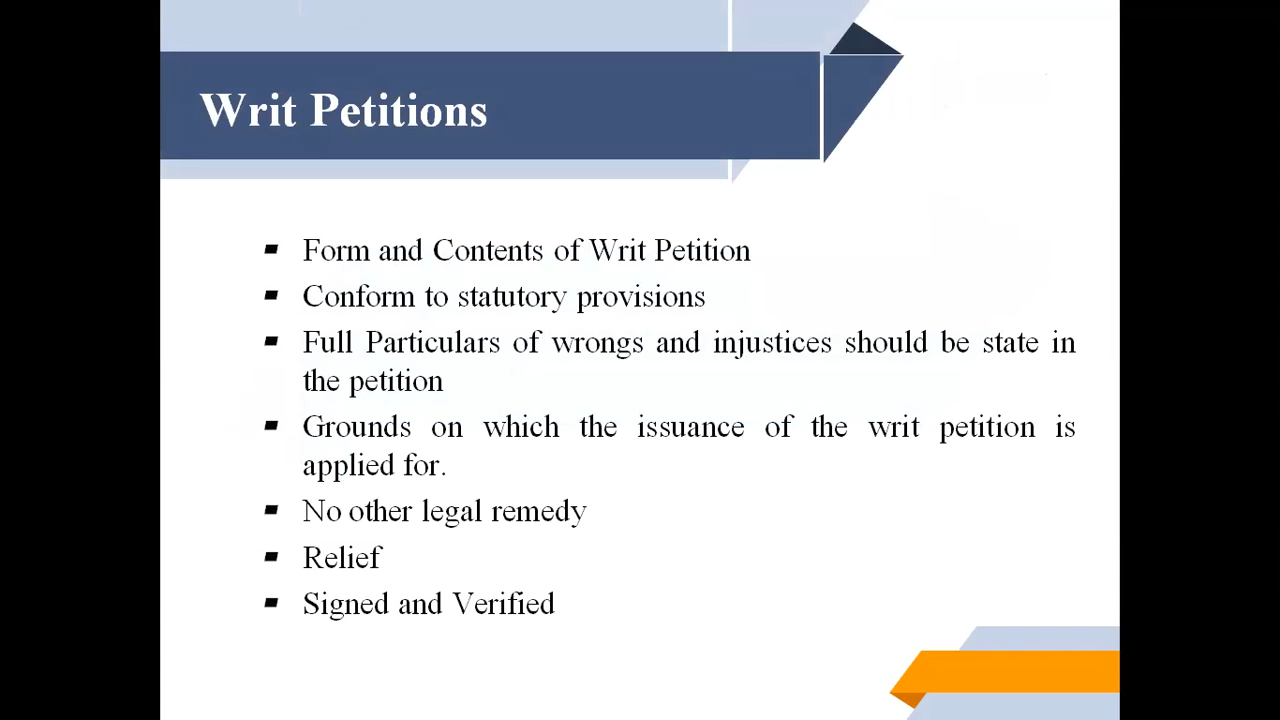 Writ Petitions
Form and Contents of Writ Petition
Conform to statutory provisions
Full Particulars of wrongs and injustices should be state in
the petition
Grounds on which the issuance of the writ petition is
applied for.
No other legal remedy
Relief
Signed and Verified